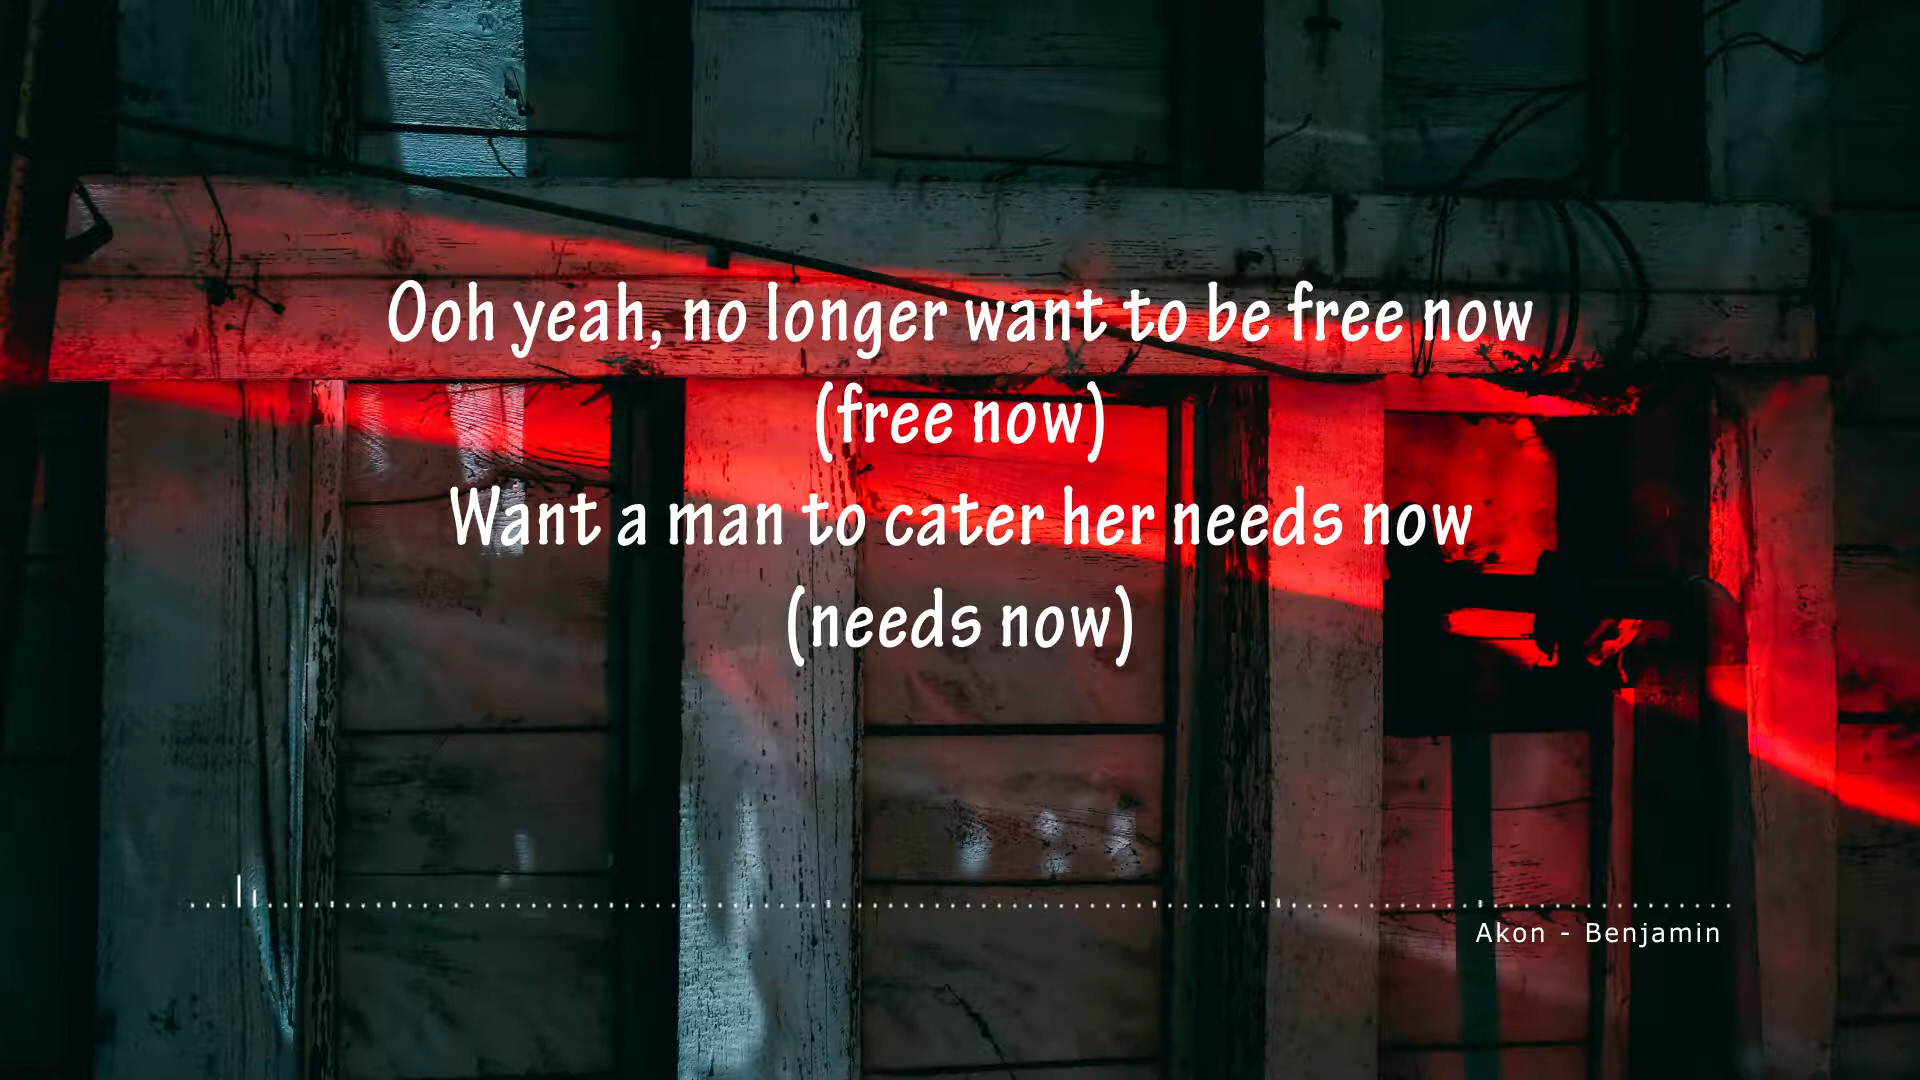 Ooh yeah, no longer want to be free now
(free now)
Want a man to cater her needs now
(needs now)
Akon - Benjamin